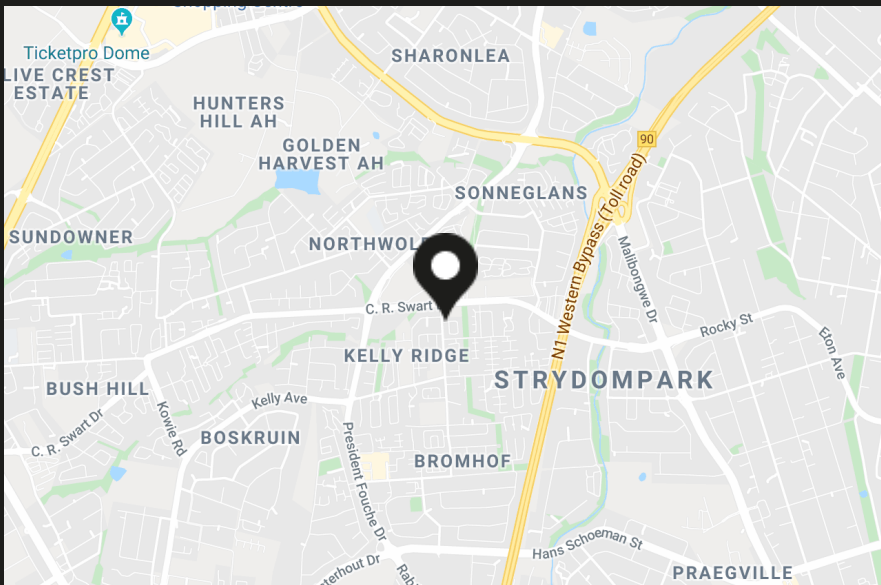 Ticketpro Dome
LIVE CREST
ESTATE
SHARONLEA
HUNTERS
HILL AH
GOLDEN
HARVEST AH
90
SONNEGLANS
SUNDOWNER
NORTHWOL
N1 Western Bypass (Toll road)
Malibongwe Dr
C. R. Swart
Rocky St
Eton Ave
KELLY RIDGE
STRYDOMPARK
BUSH HILL
Kelly Ave
C. R. Swart Dr
Kowie Rd
BOSKRUIN
President Fouche Dr
BROMHOF
Hans Schoeman St
PRAEGVILLE